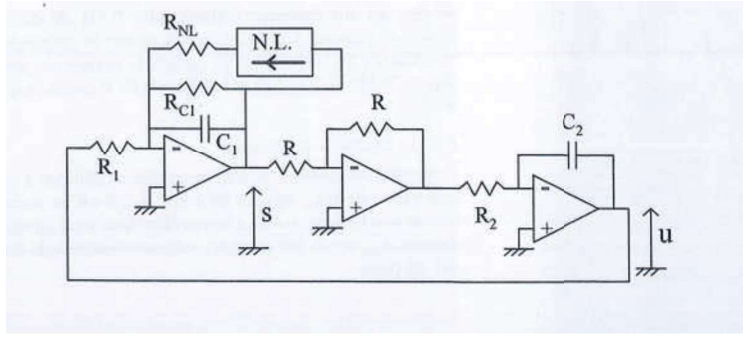 R_NL
N.L.
R_C1
C_1
R_1
R
R
R_2
C_2
S
u
-
+
-
+
-
+